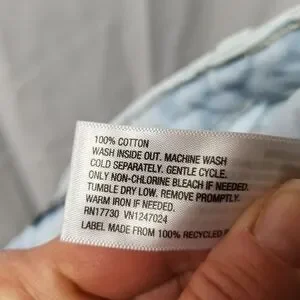 100% COTTON
WASH INSIDE OUT. MACHINE WASH
COLD SEPARATELY. GENTLE CYCLE.
ONLY NON-CHLORINE BLEACH IF NEEDED.
TUMBLE DRY LOW. REMOVE PROMPTLY.
WARM IRON IF NEEDED.
RN17730 VN1247024
LABEL MADE FROM 100% RECYCLED